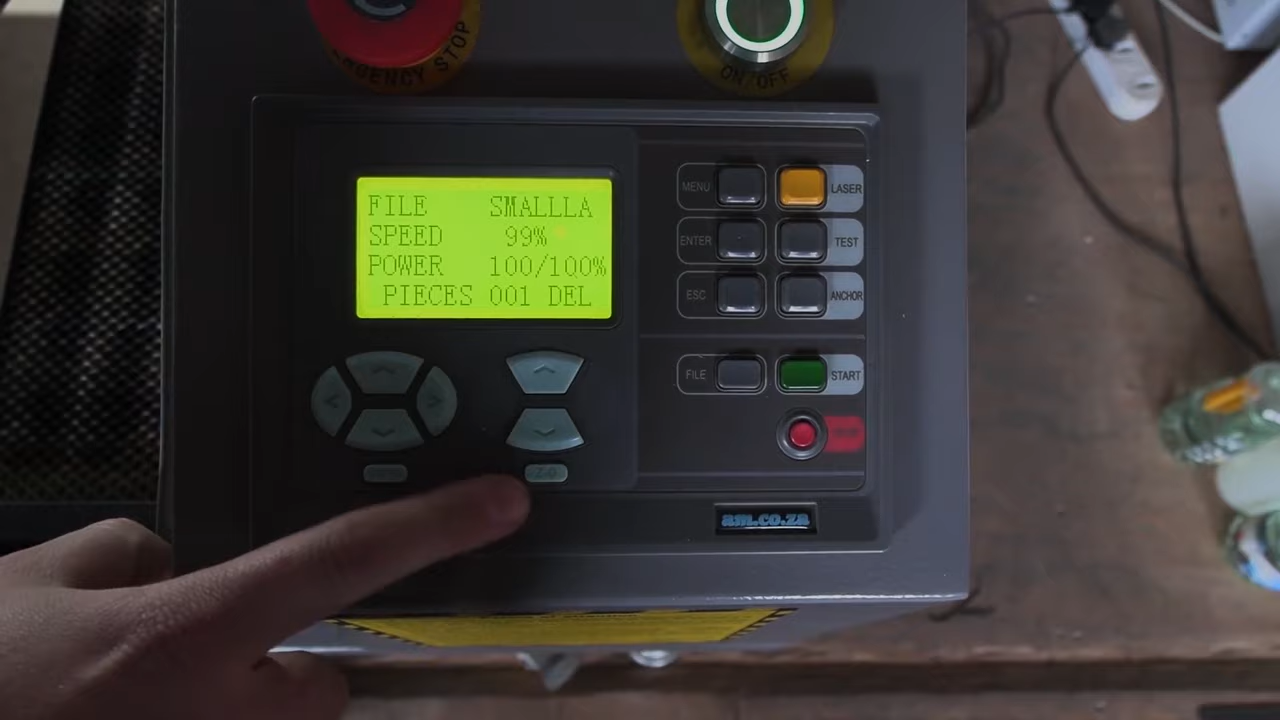 EMERGENCY STOP
ON/OFF
FILE SMALLLA
SPEED 99%
POWER 100/100%
PIECES 001 DEL
MENU
LASER
ENTER
TEST
ESC
ANCHOR
FILE
START
am.co.za